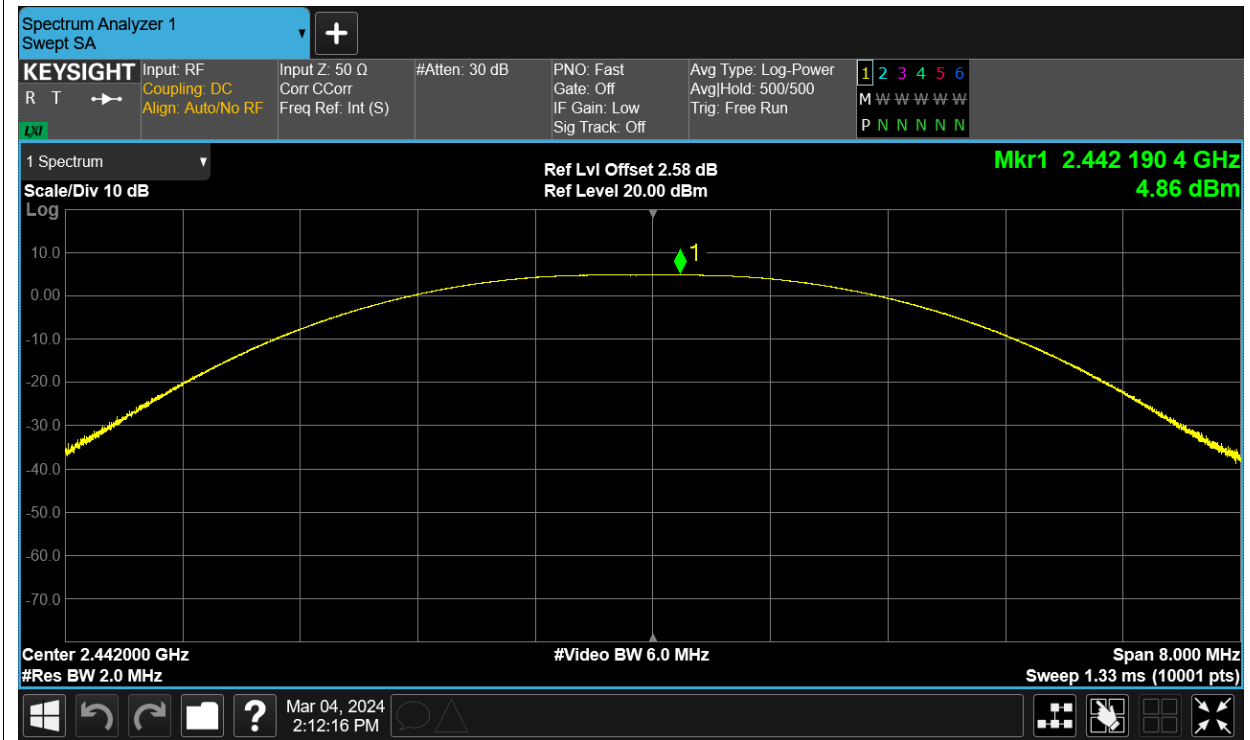 Spectrum Analyzer 1
Swept SA
+
KEYSIGHT
R T
LXI
Input: RF
Coupling: DC
Align: Auto/No RF
Input Z: 50 Ω
Corr CCorr
Freq Ref: Int (S)
#Atten: 30 dB
PNO: Fast
Gate: Off
IF Gain: Low
Sig Track: Off
Avg Type: Log-Power
Avg|Hold: 500/500
Trig: Free Run
1 2 3 4 5 6
M W W W W W W
P N N N N N N
1 Spectrum
Scale/Div 10 dB
Log
Ref Lvl Offset 2.58 dB
Ref Level 20.00 dBm
Mkr1 2.442 190 4 GHz
4.86 dBm
1
10.0
0.00
-10.0
-20.0
-30.0
-40.0
-50.0
-60.0
-70.0
Center 2.442000 GHz
#Res BW 2.0 MHz
#Video BW 6.0 MHz
Span 8.000 MHz
Sweep 1.33 ms (10001 pts)
?
Mar 04, 2024
2:12:16 PM